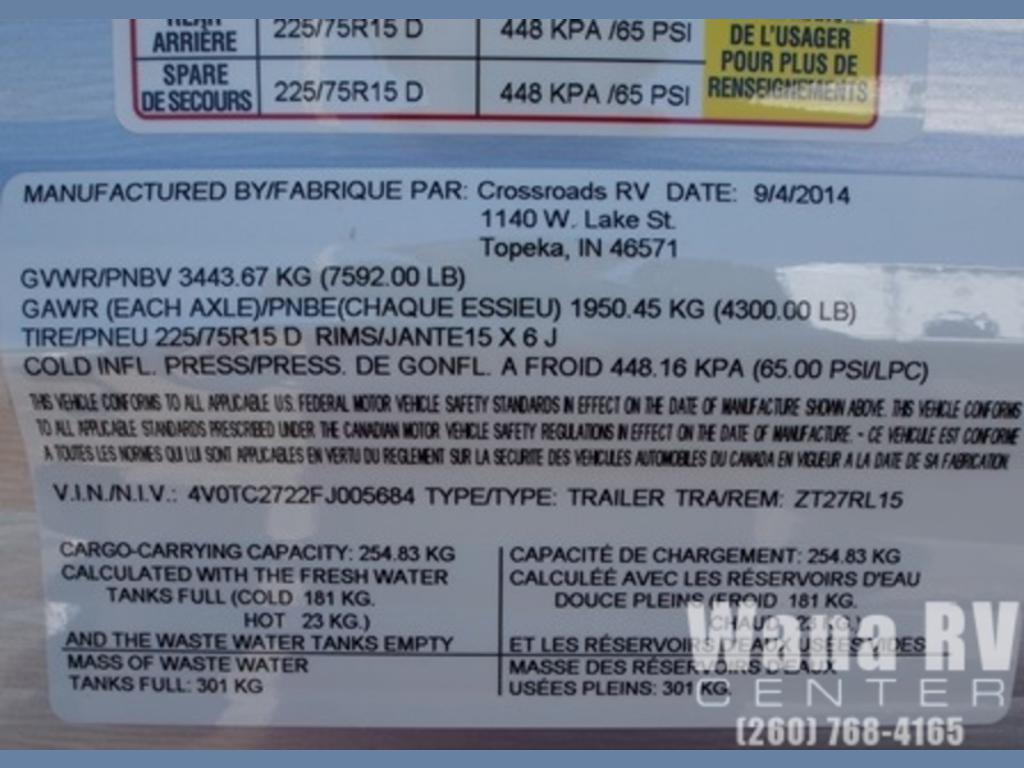 REAR
ARRIÈRE 225/75R15 D 448 KPA /65 PSI
DE L'USAGER
POUR PLUS DE
RENSEIGNEMENTS
SPARE
DE SECOURS 225/75R15 D 448 KPA /65 PSI
MANUFACTURED BY/FABRIQUE PAR: Crossroads RV DATE: 9/4/2014
1140 W. Lake St.
Topeka, IN 46571
GVWR/PNBV 3443.67 KG (7592.00 LB)
GAWR (EACH AXLE)/PNBE(CHAQUE ESSIEU) 1950.45 KG (4300.00 LB)
TIRE/PNEU 225/75R15 D RIMS/JANTE15 X 6 J
COLD INFL. PRESS/PRESS. DE GONFL. A FROID 448.16 KPA (65.00 PSI/LPC)
THIS VEHICLE CONFORMS TO ALL APPLICABLE U.S. FEDERAL MOTOR VEHICLE SAFETY STANDARDS IN EFFECT ON THE DATE OF MANUFACTURE SHOWN ABOVE. THIS VEHICLE CONFORMS
TO ALL APPLICABLE STANDARDS PRESCRIBED UNDER THE CANADIAN MOTOR VEHICLE SAFETY REGULATIONS IN EFFECT ON THE DATE OF MANUFACTURE. - CE VEHICULE EST CONFORME
A TOUTES LES NORMES QUI LUI SONT APPLICABLES EN VERTU DU REGLEMENT SUR LA SECURITE DES VEHICULES AUTOMOBILES DU CANADA EN VIGUEUR A LA DATE DE SA FABRICATION
V.I.N./N.I.V.: 4V0TC2722FJ005684 TYPE/TYPE: TRAILER TRA/REM: ZT27RL15
CARGO-CARRYING CAPACITY: 254.83 KG
CALCULATED WITH THE FRESH WATER
TANKS FULL (COLD 181 KG.
HOT 23 KG.)
AND THE WASTE WATER TANKS EMPTY
MASS OF WASTE WATER
TANKS FULL: 301 KG
CAPACITÉ DE CHARGEMENT: 254.83 KG
CALCULÉE AVEC LES RÉSERVOIRS D'EAU
DOUCE PLEINS (FROID 181 KG.
CHAUD 23 KG.)
ET LES RÉSERVOIRS D'EAUX USÉES VIDES
MASSE DES RÉSERVOIRS D'EAUX
USÉES PLEINS: 301 KG.
Wana RV
CENTER
(260) 768-4165